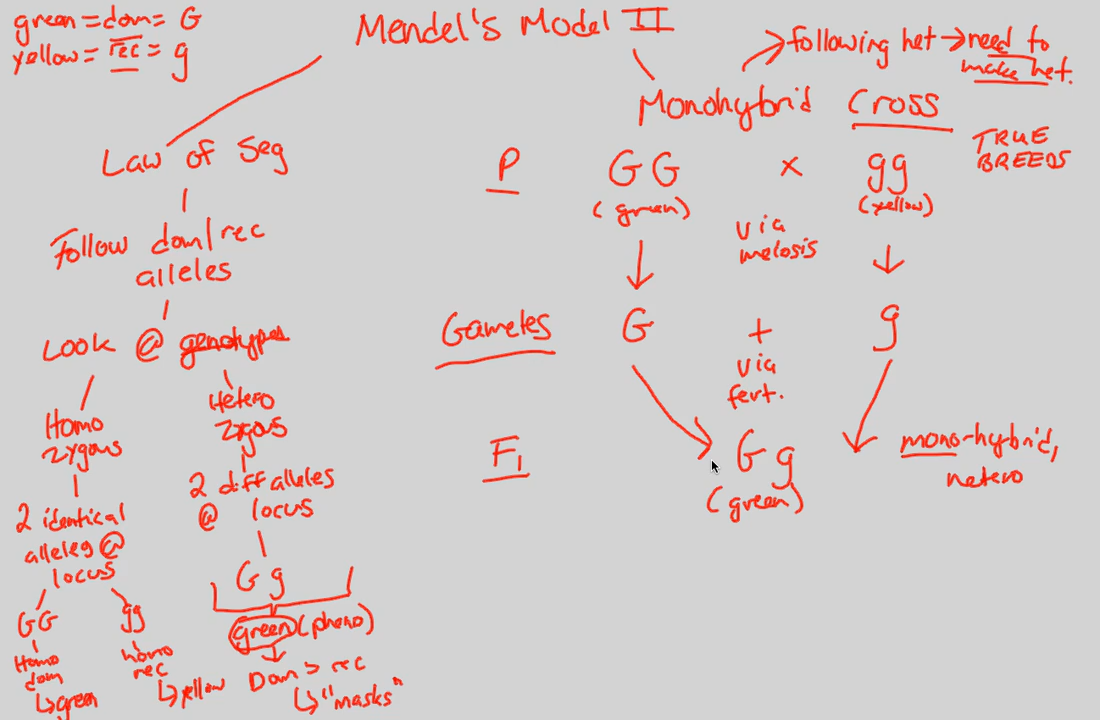 green = dom = G
yellow = rec = g
Mendel's Model II
following het → need to
make het.
Monohybrid Cross
TRUE
BREEDS
Law of Seg
Follow dom/rec
alleles
Look @ genotypes
Homo
zygous
2 identical
alleles @
locus
GG
Homo
dom
↳ green
gg
homo
rec
↳ yellow
Hetero
zygous
2 diff alleles
@ locus
Gg
green (pheno)
Dom > rec
↳ "masks"
P GG x gg
(green) (yellow)
via
meiosis
Gametes G + g
via
fert.
F1 Gg
(green)
mono-hybrid,
hetero